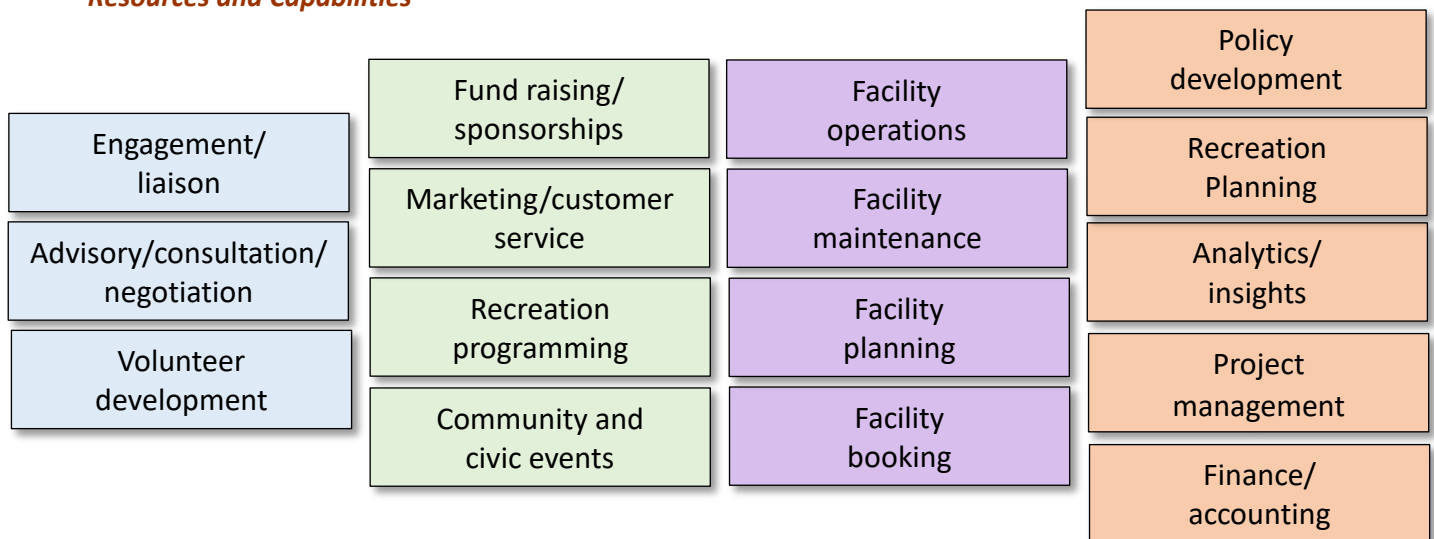 Resources and Capabilities
Engagement/
liaison
Advisory/consultation/
negotiation
Volunteer
development
Fund raising/
sponsorships
Marketing/customer
service
Recreation
programming
Community and
civic events
Facility
operations
Facility
maintenance
Facility
planning
Facility
booking
Policy
development
Recreation
Planning
Analytics/
insights
Project
management
Finance/
accounting